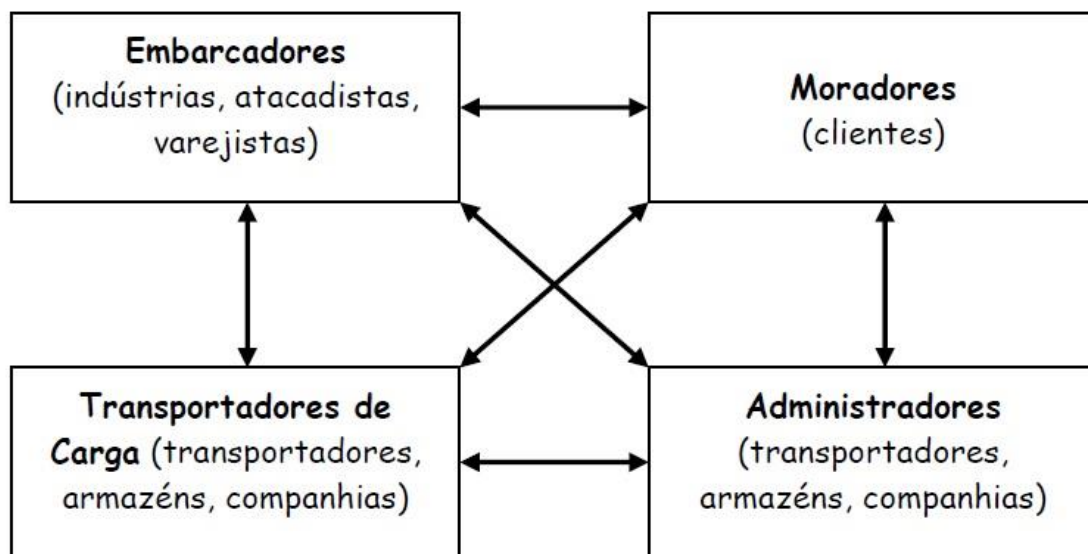 Embarcadores
(indústrias, atacadistas,
varejistas)
Moradores
(clientes)
Transportadores de
Carga (transportadores,
armazéns, companhias)
Administradores
(transportadores,
armazéns, companhias)